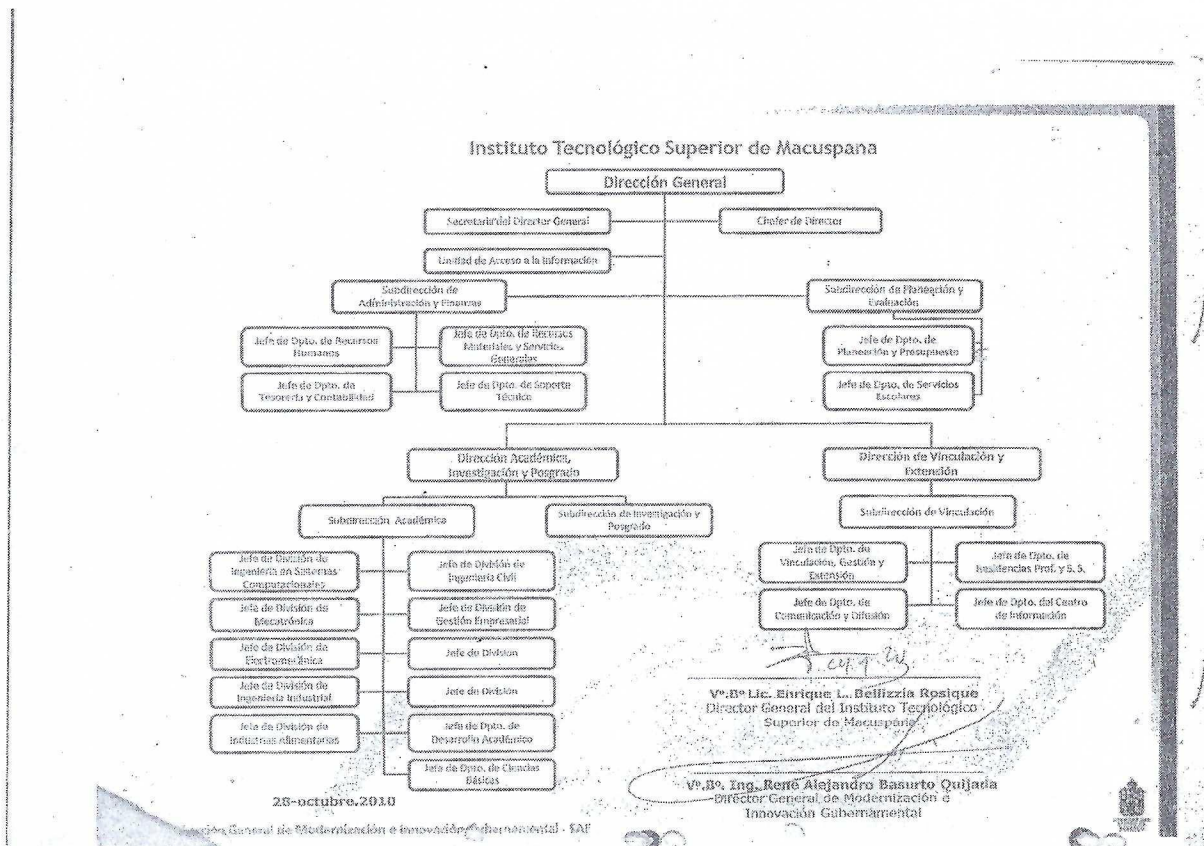 Instituto Tecnológico Superior de Macuspana
Dirección General
Secretaria del Director General
Chofer de Director
Unidad de Acceso a la Información
Subdirección de
Administración y Finanzas
Subdirección de Planeación y
Evaluación
Jefe de Dpto. de Recursos
Humanos
Jefe de Dpto. de Recursos
Materiales y Servicios
Generales
Jefe de Dpto. de
Tesorería y Contabilidad
Jefe de Dpto. de Soporte
Técnico
Jefe de Dpto. de
Planeación y Presupuesto
Jefe de Dpto. de Servicios
Escolares
Dirección Académica,
Investigación y Posgrado
Dirección de Vinculación y
Extensión
Subdirección Académica
Subdirección de Investigación y
Posgrado
Subdirección de Vinculación
Jefe de División de
Ingeniería en Sistemas
Computacionales
Jefe de División de
Ingeniería Civil
Jefe de División de
Mecatrónica
Jefe de División de
Gestión Empresarial
Jefe de División de
Electromecánica
Jefe de División
Jefe de División de
Ingeniería Industrial
Jefe de División
Jefe de División de
Industrias Alimentarias
Jefe de Dpto. de
Desarrollo Académico
Jefe de Dpto. de Ciencias
Básicas
Jefe de Dpto. de
Vinculación, Gestión y
Extensión
Jefe de Dpto. de
Residencias Prof. y S. S.
Jefe de Dpto. de
Comunicación y Difusión
Jefe de Dpto. del Centro
de Información
Vº.Bº Lic. Enrique L. Bellizzia Rosique
Director General del Instituto Tecnológico
Superior de Macuspana
Vº.Bº. Ing. René Alejandro Basurto Quijada
Director General de Modernización e
Innovación Gubernamental
28-octubre.2010
General de Modernización e Innovación Gubernamental - SAF